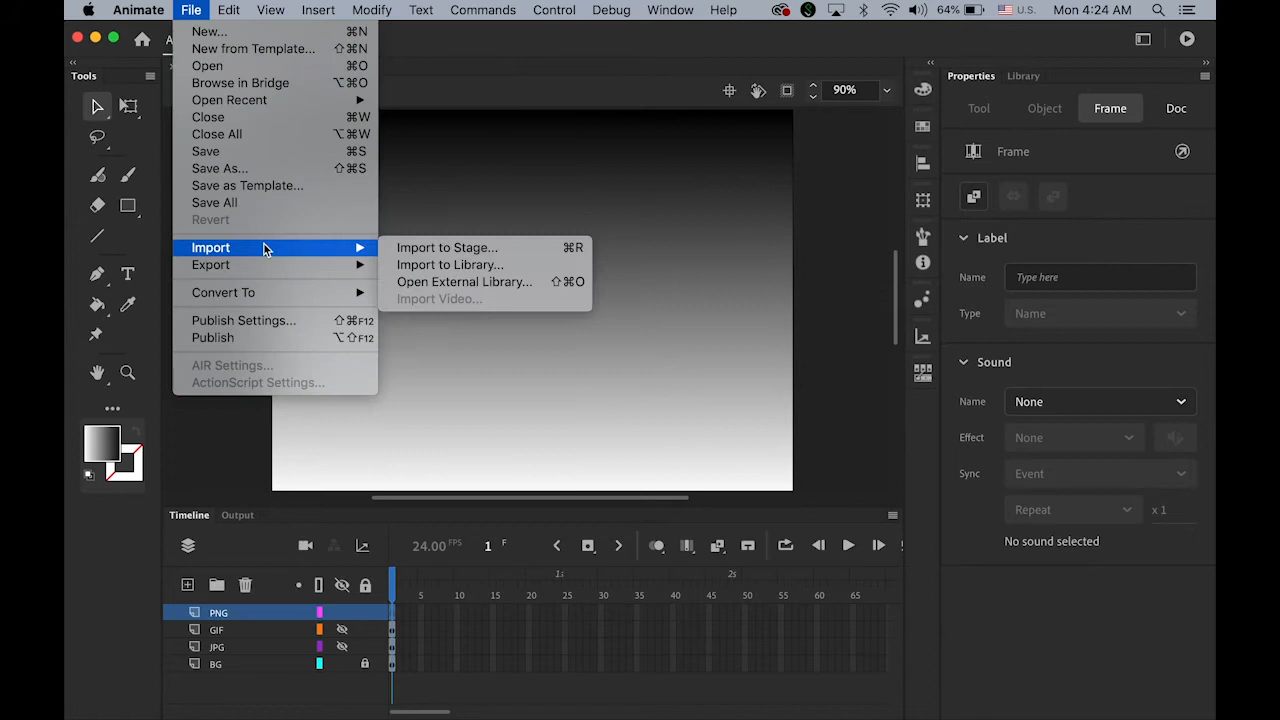 Animate File Edit View Insert Modify Text Commands Control Debug Window Help 64% U.S. Mon 4:24 AM
New... ⌘N
New from Template... ⇧⌘N
Open ⌘O
Browse in Bridge ⌥⌘O
Open Recent
Close ⌘W
Close All ⌥⌘W
Save ⌘S
Save As... ⇧⌘S
Save as Template...
Save All
Revert
Import
Export
Convert To
Publish Settings... ⇧⌘F12
Publish ⌥⇧F12
AIR Settings...
ActionScript Settings...
Import to Stage... ⌘R
Import to Library...
Open External Library... ⇧⌘O
Import Video...
Tools
90%
Properties Library
Tool Object Frame Doc
Frame
Label
Name Type here
Type Name
Sound
Name None
Effect None
Sync Event
Repeat x 1
No sound selected
Timeline Output
24.00 FPS 1 F
1s 2s
5 10 15 20 25 30 35 40 45 50 55 60 65
PNG
GIF
JPG
BG